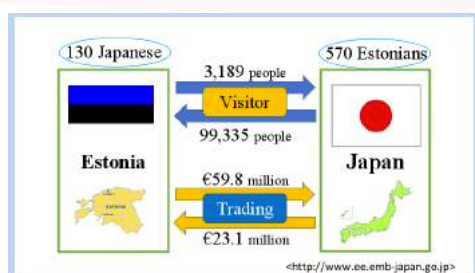 130 Japanese
570 Estonians
3,189 people
Visitor
99,335 people
Estonia
Japan
€59.8 million
Trading
€23.1 million
<http://www.ee.emb-japan.go.jp>